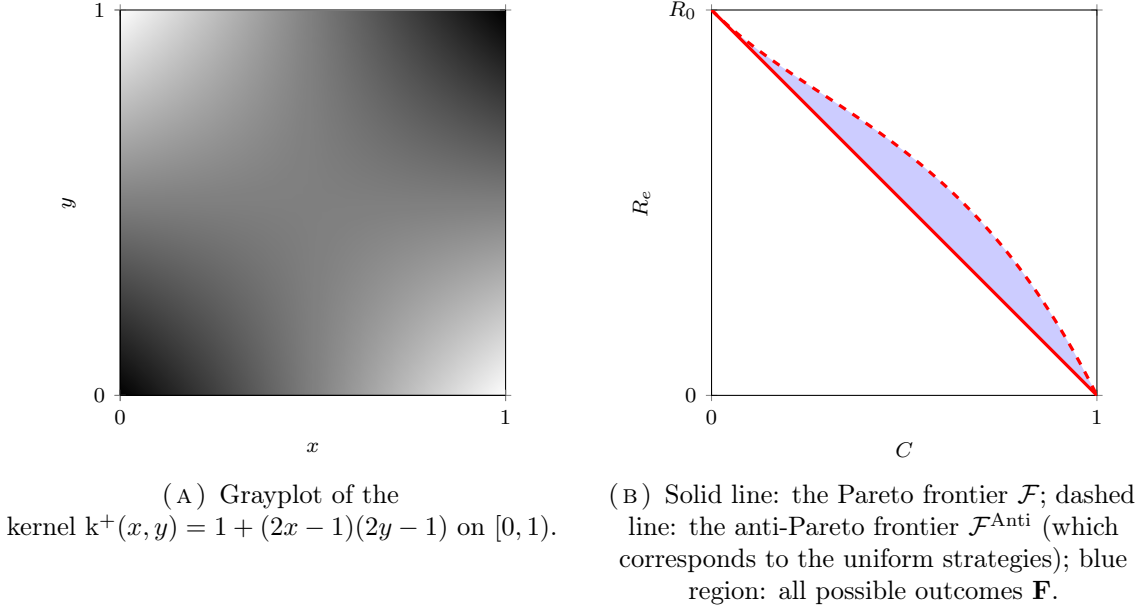 1
y
0
0
1
x
(A) Grayplot of the
kernel k⁺(x, y) = 1 + (2x − 1)(2y − 1) on [0, 1).
R₀
Rₑ
0
0
1
C
(B) Solid line: the Pareto frontier ℱ; dashed
line: the anti-Pareto frontier ℱᴬⁿᵗⁱ (which
corresponds to the uniform strategies); blue
region: all possible outcomes 𝐅.